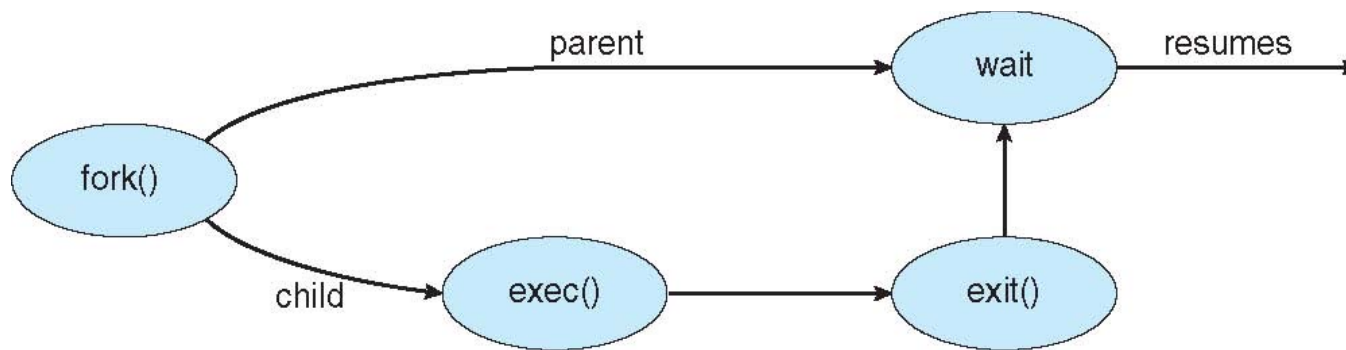 parent
wait
resumes
fork()
child
exec()
exit()